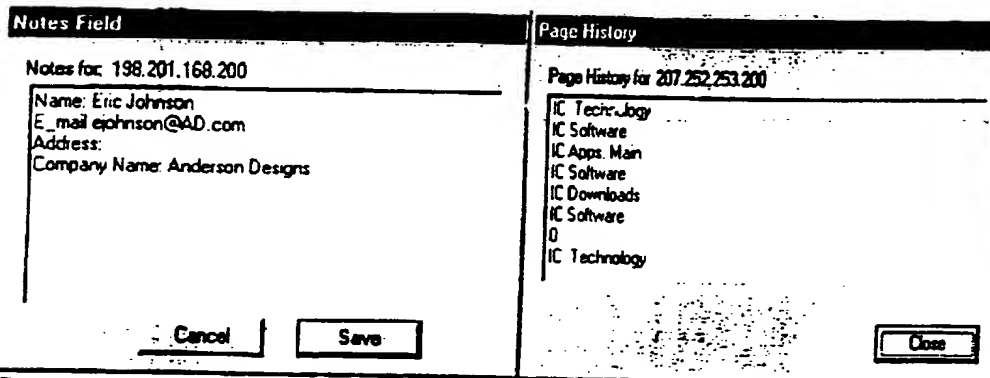 Notes Field
Notes for: 198.201.168.200
Name: Eric Johnson
E_mail ejohnson@AD.com
Address:
Company Name: Anderson Designs
Cancel
Save
Page History
Page History for 207.252.253.200
IC Technology
IC Software
IC Apps. Main
IC Software
IC Downloads
IC Software
0
IC Technology
Close